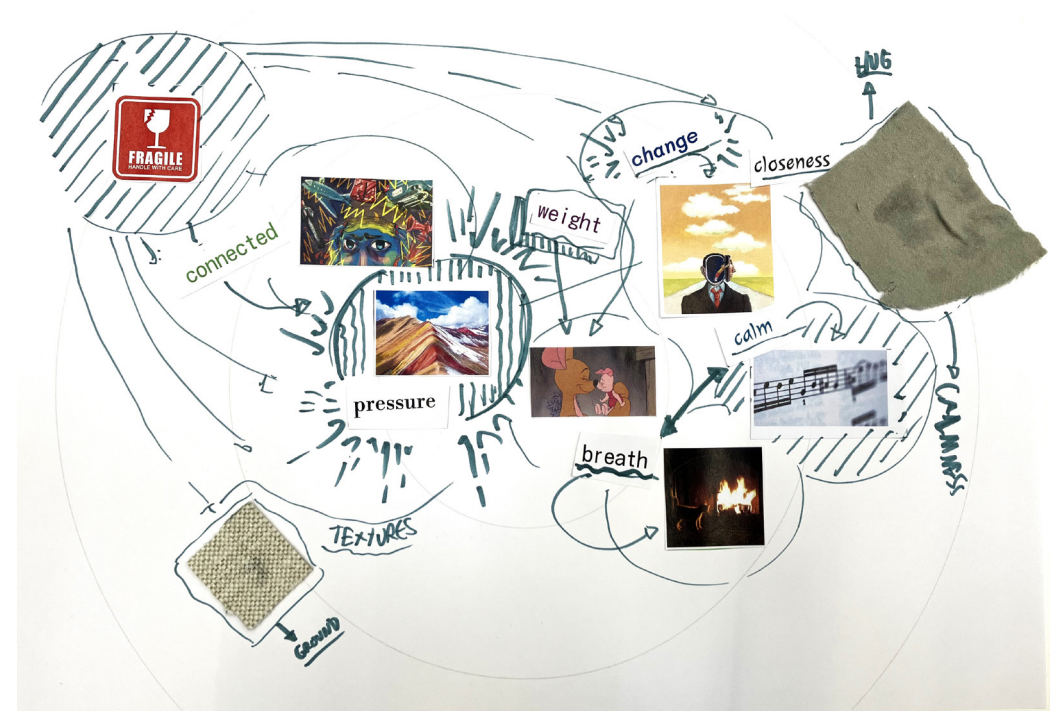 HUG
FRAGILE
HANDLE WITH CARE
change
closeness
weight
connected
calm
pressure
CALMNESS
breath
TEXTURES
GROUND